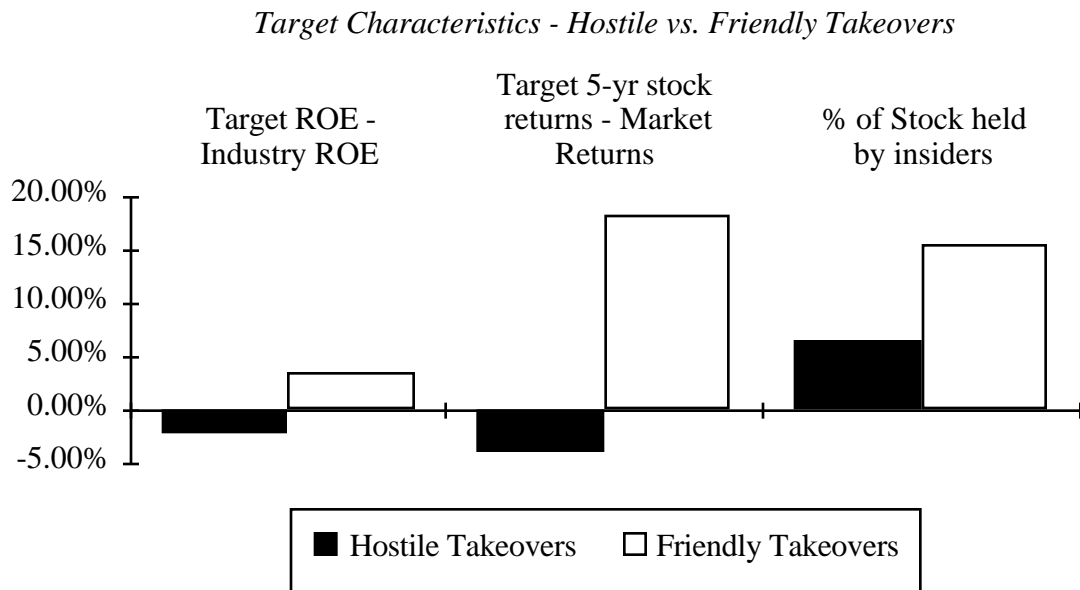 Target Characteristics - Hostile vs. Friendly Takeovers
Target ROE -
Industry ROE
Target 5-yr stock
returns - Market
Returns
% of Stock held
by insiders
20.00%
15.00%
10.00%
5.00%
0.00%
-5.00%
Hostile Takeovers
Friendly Takeovers